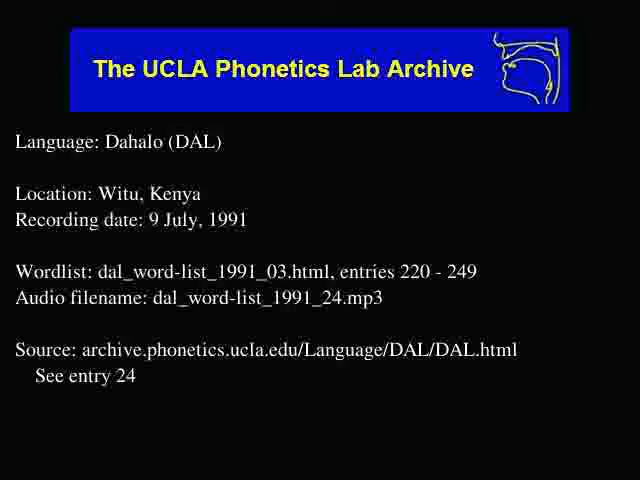 The UCLA Phonetics Lab Archive
Language: Dahalo (DAL)
Location: Witu, Kenya
Recording date: 9 July, 1991
Wordlist: dal_word-list_1991_03.html, entries 220 - 249
Audio filename: dal_word-list_1991_24.mp3
Source: archive.phonetics.ucla.edu/Language/DAL/DAL.html
See entry 24